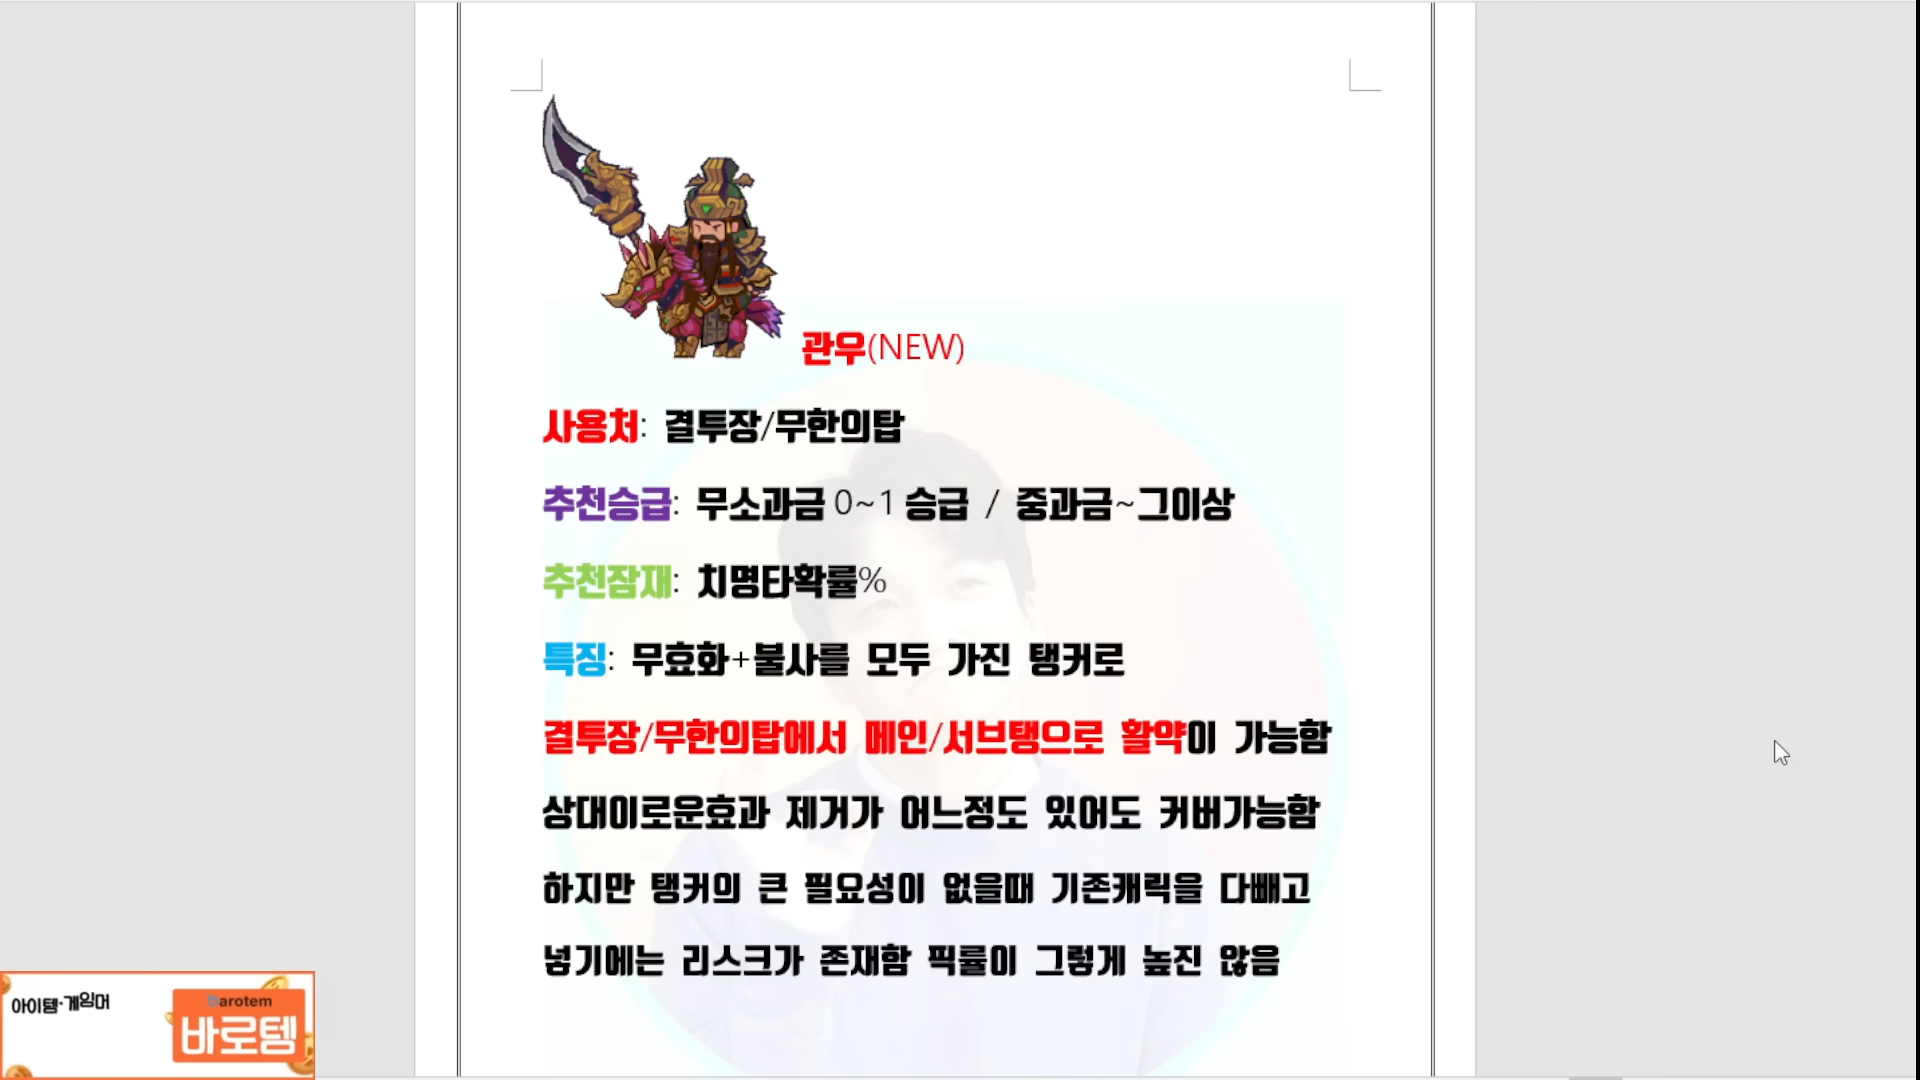 관우(NEW)
사용처: 결투장/무한의탑
추천승급: 무소과금 0~1 승급 / 중과금~그이상
추천잠재: 치명타확률%
특징: 무효화+불사를 모두 가진 탱커로
결투장/무한의탑에서 메인/서브탱으로 활약이 가능함
상대이로운효과 제거가 어느정도 있어도 커버가능함
하지만 탱커의 큰 필요성이 없을때 기존캐릭을 다빼고
넣기에는 리스크가 존재함 픽률이 그렇게 높진 않음
아이템·게임머
Barotem
바로템